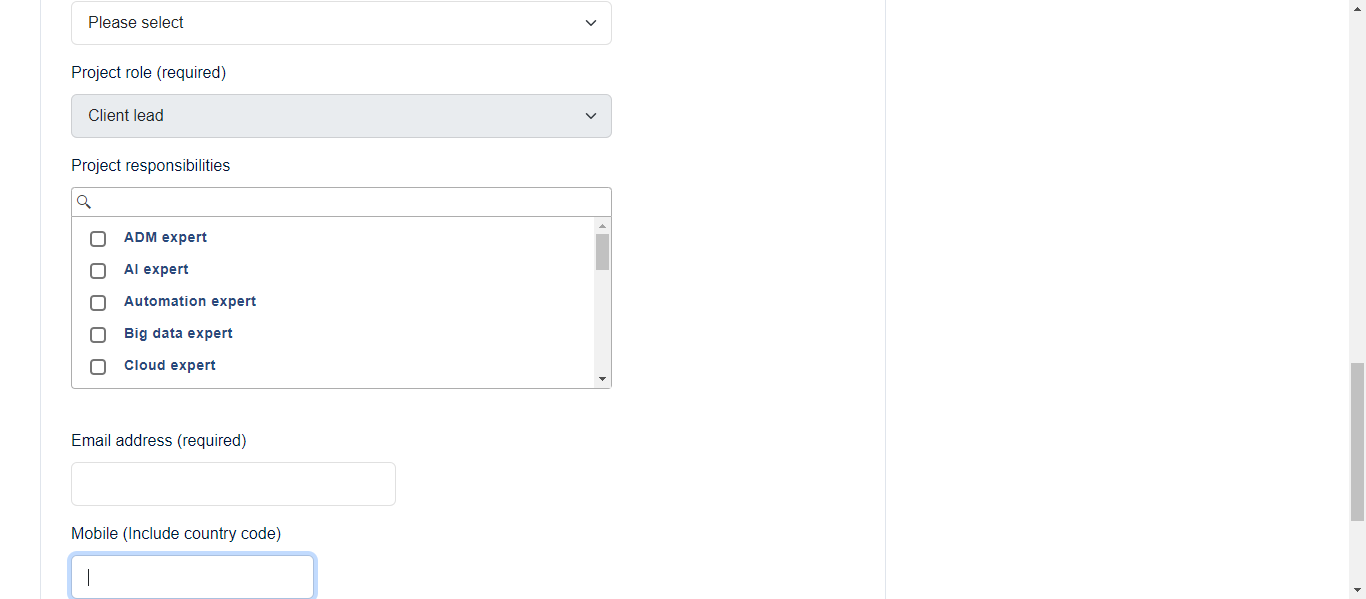 Please select
Project role (required)
Client lead
Project responsibilities
ADM expert
AI expert
Automation expert
Big data expert
Cloud expert
Email address (required)
Mobile (Include country code)